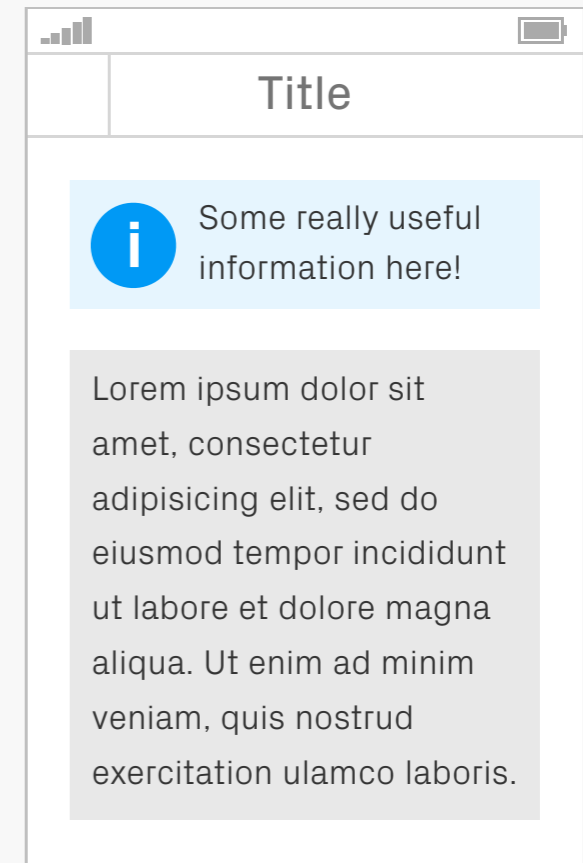 Title
i
Some really useful
information here!
Lorem ipsum dolor sit
amet, consectetur
adipisicing elit, sed do
eiusmod tempor incididunt
ut labore et dolore magna
aliqua. Ut enim ad minim
veniam, quis nostrud
exercitation ulamco laboris.